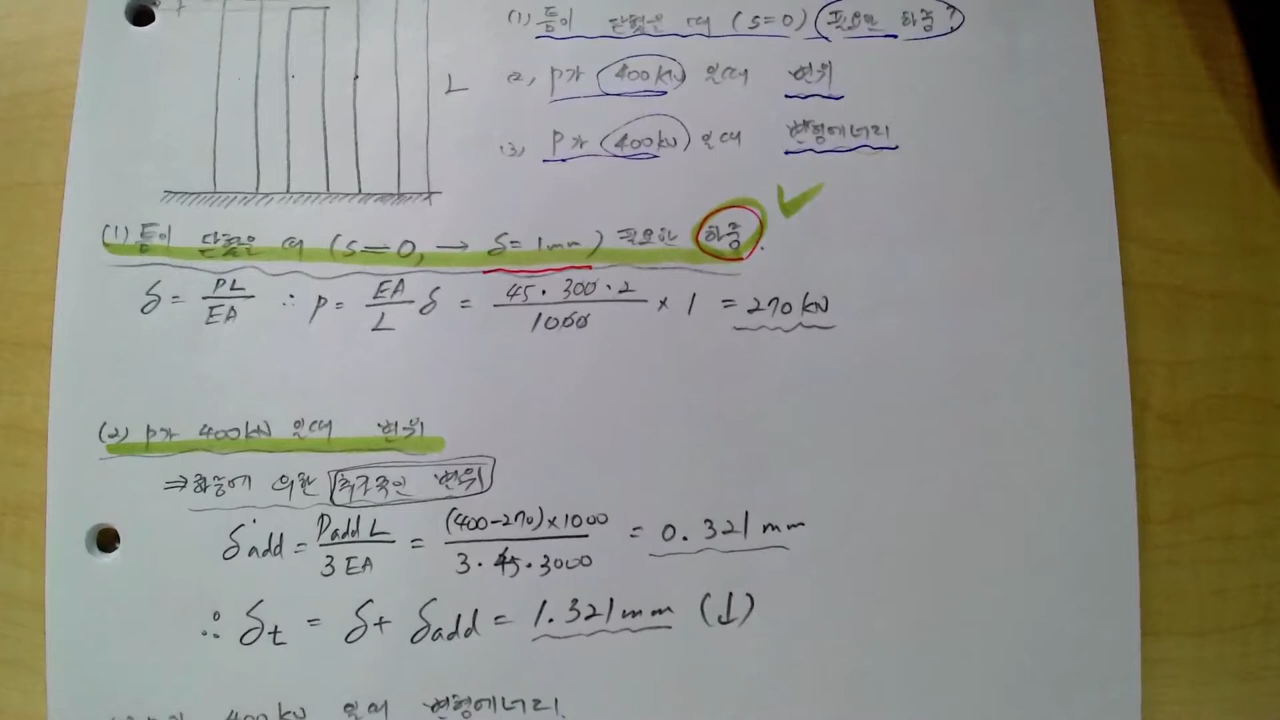 L
(1) 틈이 닫혔을 때 (S=0) 필요한 하중?
(2) P가 400kN 일때 변위
(3) P가 400kN 일때 변형에너지
(1) 틈이 닫혔을 때 (S=0, → δ=1mm) 필요한 하중.
δ = PL/EA ∴ P = EA/L δ = 45·300·2/1000 × 1 = 270 kN
(2) P가 400kN 일때 변위
⇒ 하중에 의한 추가적인 변위
δadd = Padd L/3EA = (400-270)×1000/3·45·3000 = 0.321 mm
∴ δt = δ+ δadd = 1.321mm (↓)
400kN 일때 변형에너지